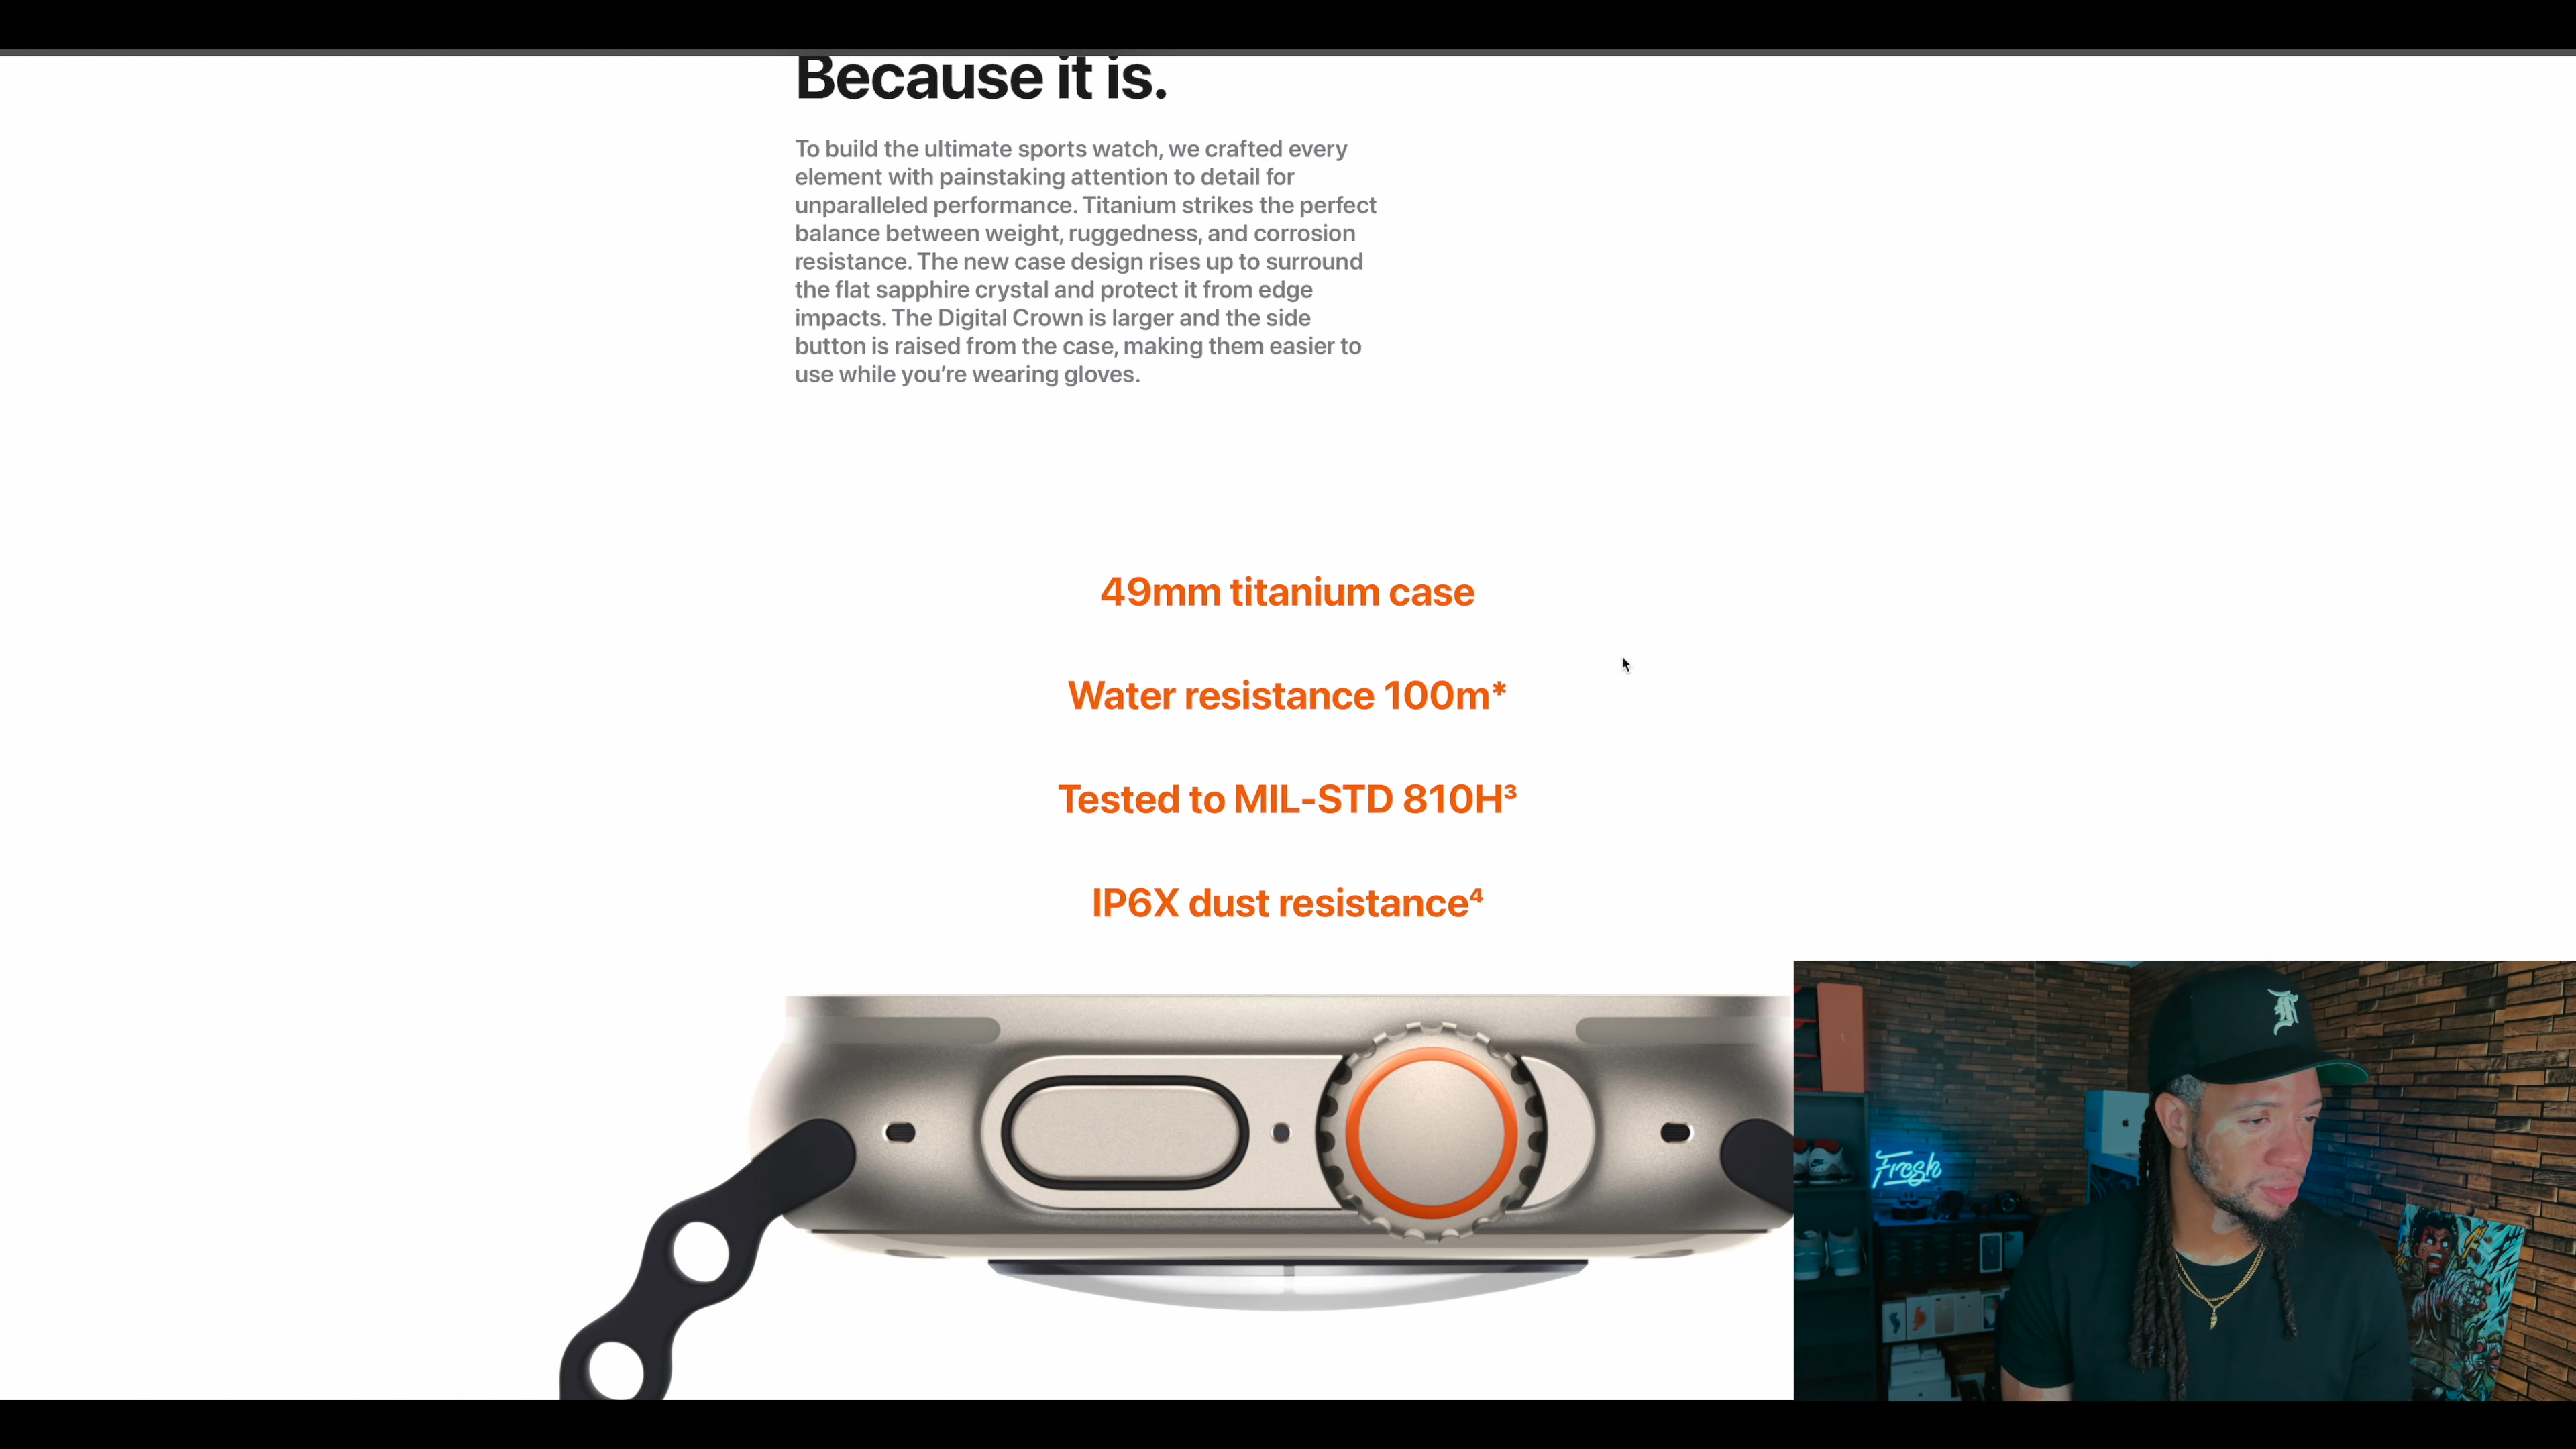 Because it is.
To build the ultimate sports watch, we crafted every
element with painstaking attention to detail for
unparalleled performance. Titanium strikes the perfect
balance between weight, ruggedness, and corrosion
resistance. The new case design rises up to surround
the flat sapphire crystal and protect it from edge
impacts. The Digital Crown is larger and the side
button is raised from the case, making them easier to
use while you’re wearing gloves.
49mm titanium case
Water resistance 100m*
Tested to MIL-STD 810H³
IP6X dust resistance⁴
Fresh